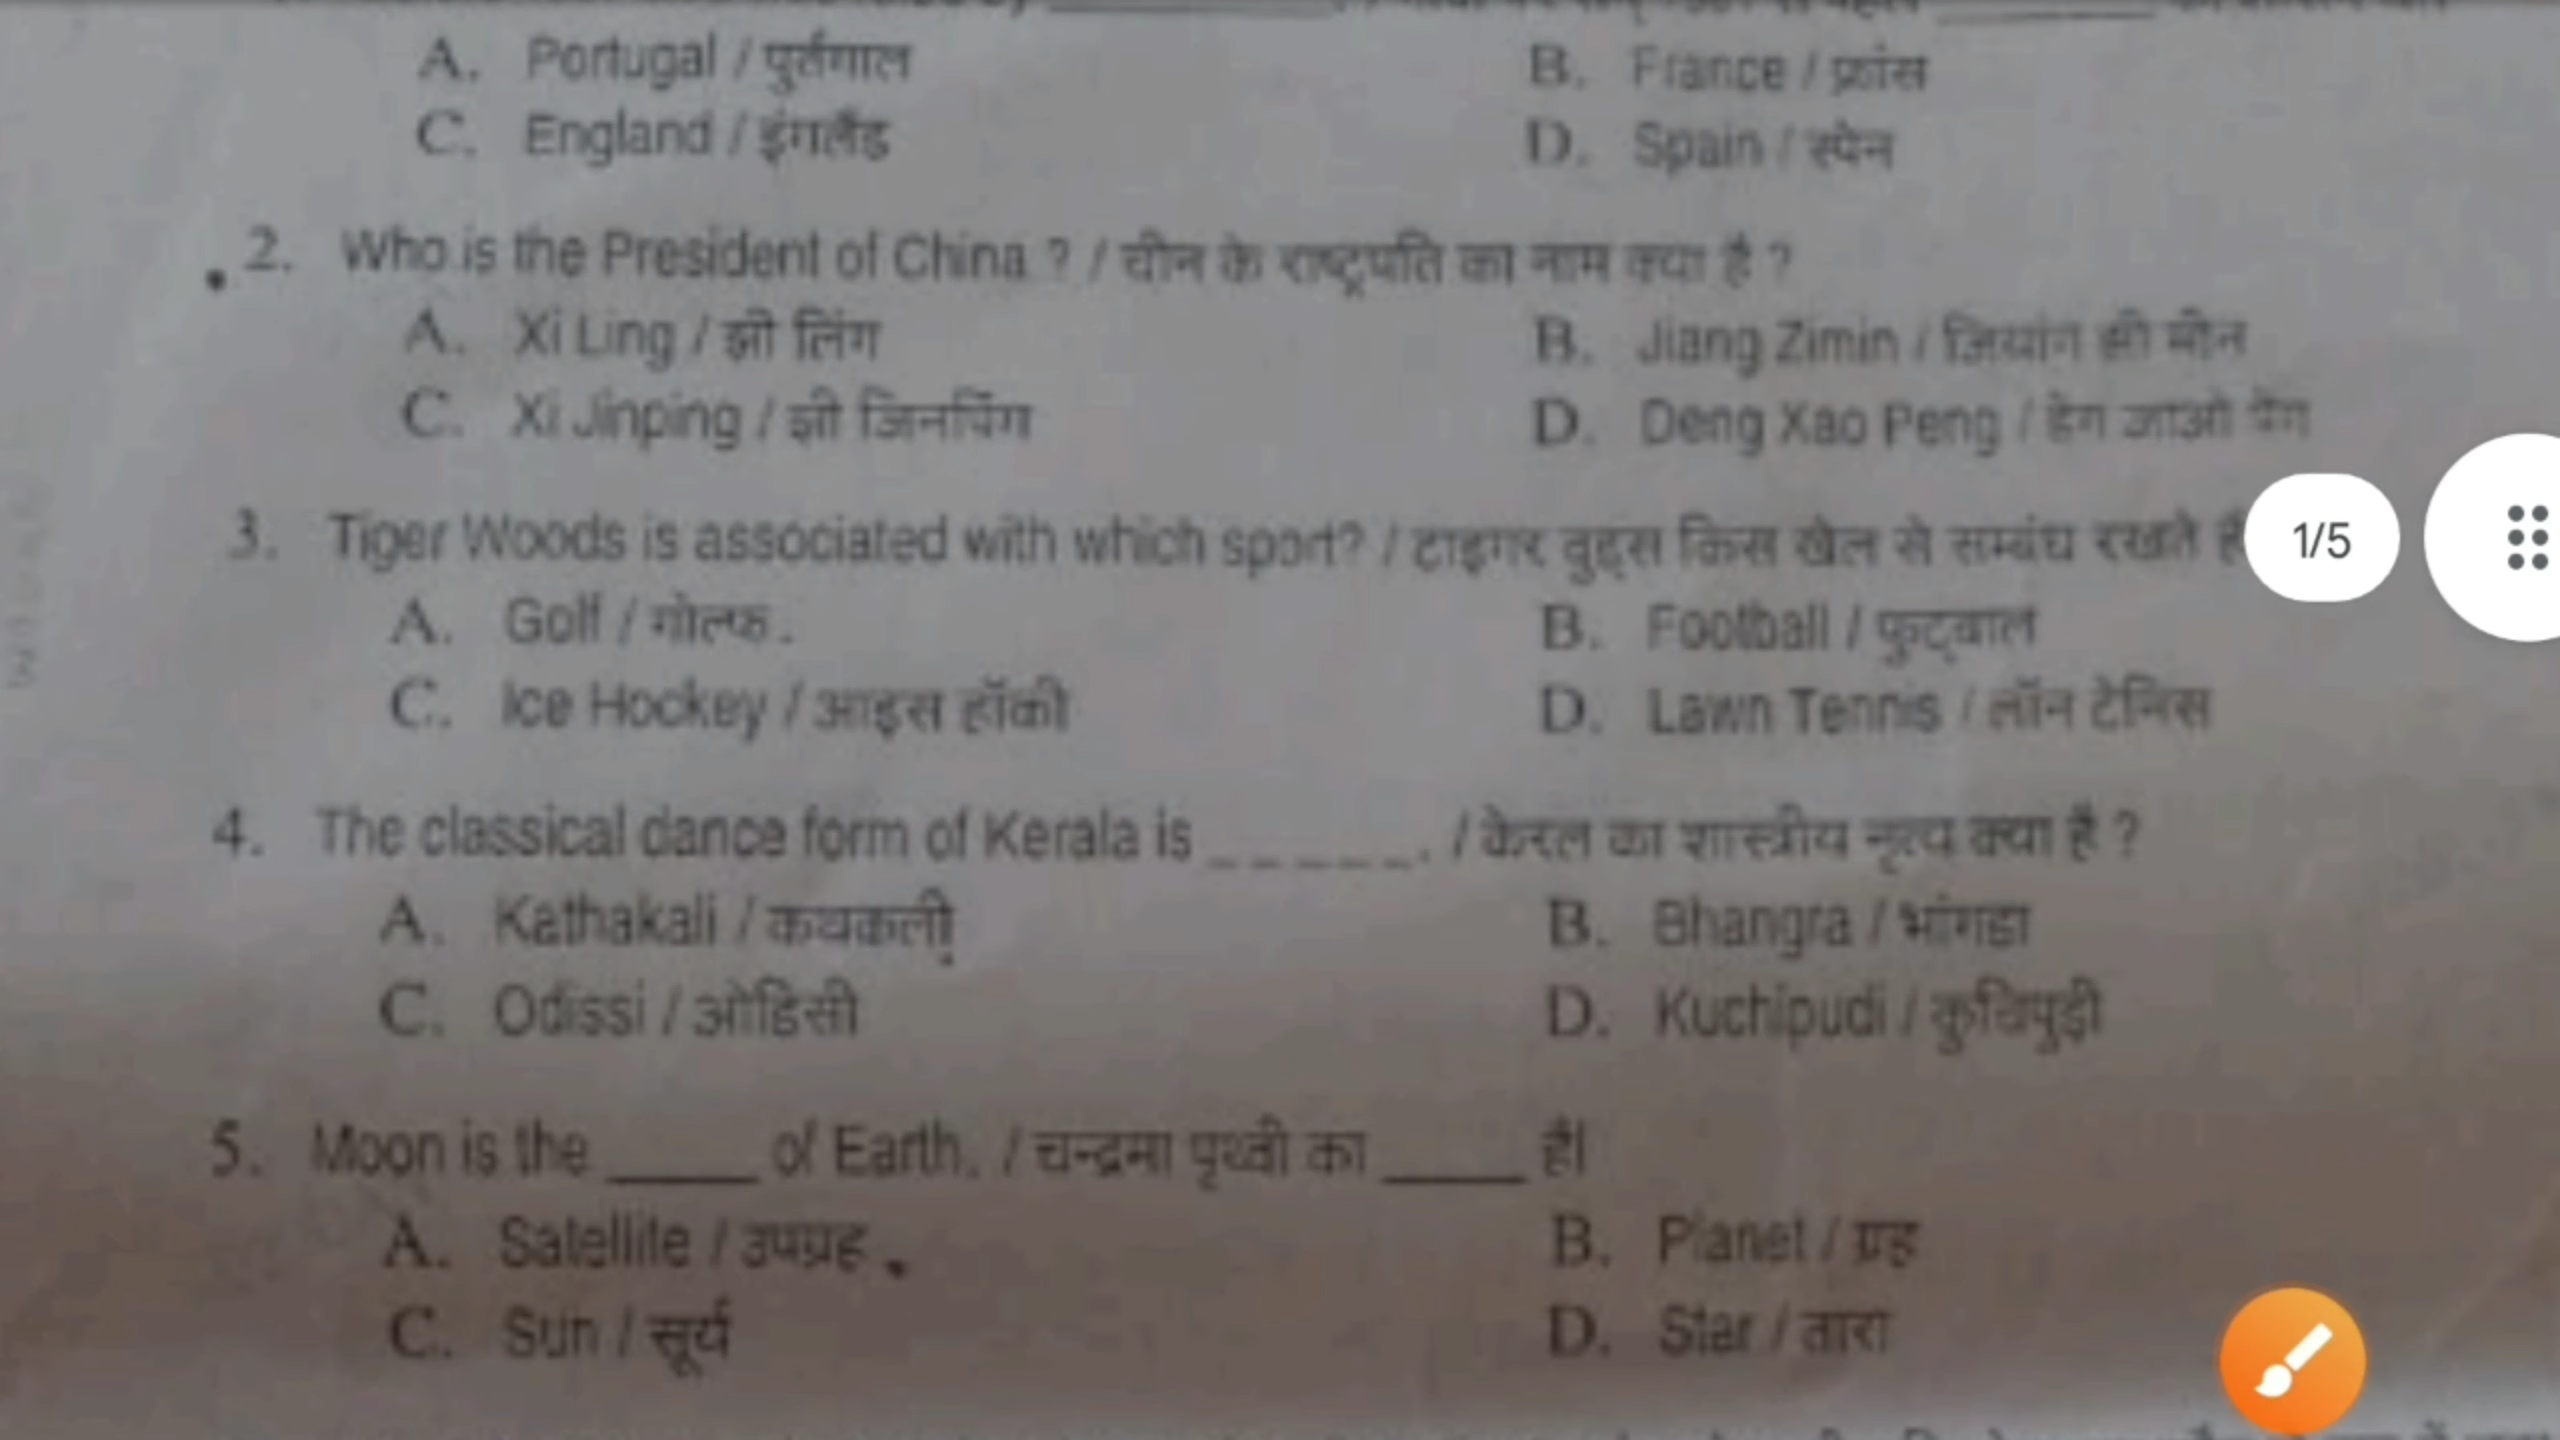 A. Portugal / पुर्तगाल B. France / फ्रांस
C. England / इंगलैंड D. Spain / स्पेन
2. Who is the President of China ? / चीन के राष्ट्रपति का नाम क्या है ?
A. Xi Ling / झी लिंग B. Jiang Zimin / जियांग झी मीन
C. Xi Jinping / झी जिनपिंग D. Deng Xao Peng / डेंग जाओ पेंग
3. Tiger Woods is associated with which sport? / टाइगर वुड्स किस खेल से सम्बंध रखते
1/5
A. Golf / गोल्फ . B. Football / फुट्बाल
C. Ice Hockey / आइस हॉकी D. Lawn Tennis / लॉन टेनिस
4. The classical dance form of Kerala is ______. / केरल का शास्त्रीय नृत्य क्या है ?
A. Kathakali / कथकली B. Bhangra / भांगडा
C. Odissi / ओडिसी D. Kuchipudi / कुचिपुड़ी
5. Moon is the _____ of Earth. / चन्द्रमा पृथ्वी का _____ है।
A. Satellite / उपग्रह . B. Planet / ग्रह
C. Sun / सूर्य D. Star / तारा